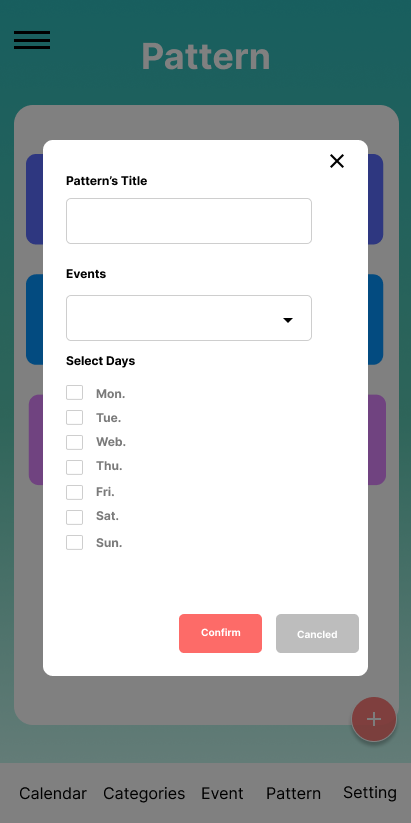 Pattern
Pattern's Title
Events
Select Days
Mon.
Tue.
Web.
Thu.
Fri.
Sat.
Sun.
Confirm
Cancled
Calendar Categories Event Pattern Setting